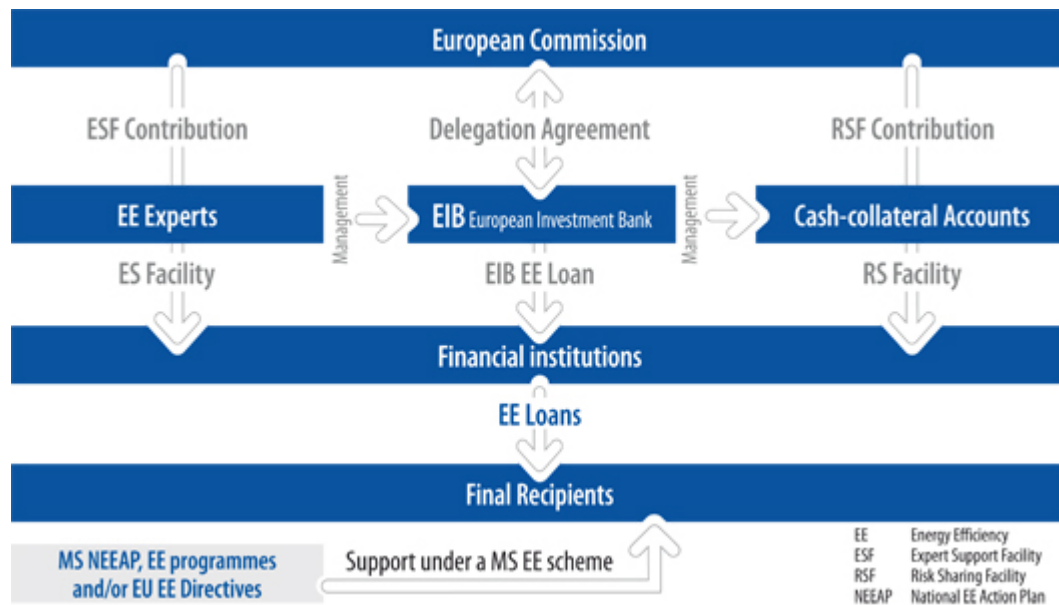 European Commission
ESF Contribution
Delegation Agreement
RSF Contribution
EE Experts
Management
EIB European Investment Bank
Management
Cash-collateral Accounts
ES Facility
EIB EE Loan
RS Facility
Financial institutions
EE Loans
Final Recipients
MS NEEAP, EE programmes
and/or EU EE Directives
Support under a MS EE scheme
EE Energy Efficiency
ESF Expert Support Facility
RSF Risk Sharing Facility
NEEAP National EE Action Plan